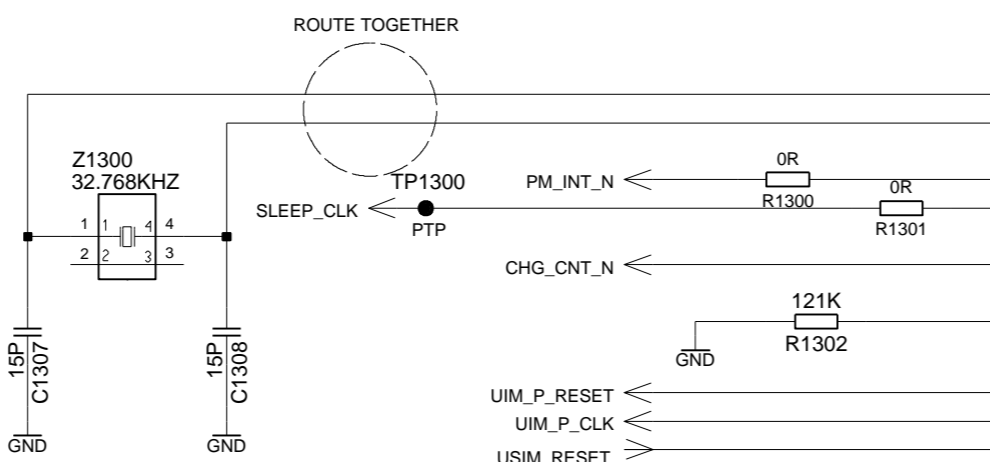 ROUTE TOGETHER
Z1300
32.768KHZ
1 1 4 4
2 2 3 3
TP1300
SLEEP_CLK
PTP
PM_INT_N
0R
R1300
0R
R1301
CHG_CNT_N
121K
R1302
GND
15P
C1307
GND
15P
C1308
GND
UIM_P_RESET
UIM_P_CLK
USIM_RESET